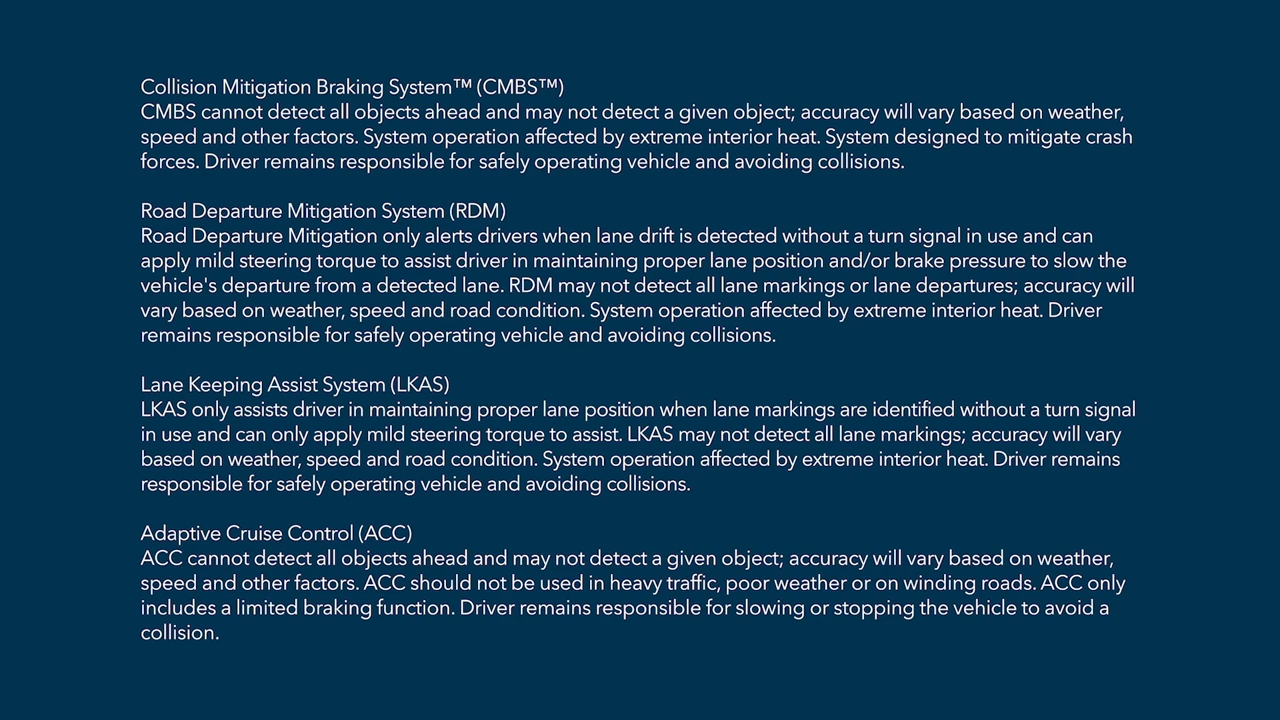 Collision Mitigation Braking System™ (CMBS™)
CMBS cannot detect all objects ahead and may not detect a given object; accuracy will vary based on weather,
speed and other factors. System operation affected by extreme interior heat. System designed to mitigate crash
forces. Driver remains responsible for safely operating vehicle and avoiding collisions.
Road Departure Mitigation System (RDM)
Road Departure Mitigation only alerts drivers when lane drift is detected without a turn signal in use and can
apply mild steering torque to assist driver in maintaining proper lane position and/or brake pressure to slow the
vehicle's departure from a detected lane. RDM may not detect all lane markings or lane departures; accuracy will
vary based on weather, speed and road condition. System operation affected by extreme interior heat. Driver
remains responsible for safely operating vehicle and avoiding collisions.
Lane Keeping Assist System (LKAS)
LKAS only assists driver in maintaining proper lane position when lane markings are identified without a turn signal
in use and can only apply mild steering torque to assist. LKAS may not detect all lane markings; accuracy will vary
based on weather, speed and road condition. System operation affected by extreme interior heat. Driver remains
responsible for safely operating vehicle and avoiding collisions.
Adaptive Cruise Control (ACC)
ACC cannot detect all objects ahead and may not detect a given object; accuracy will vary based on weather,
speed and other factors. ACC should not be used in heavy traffic, poor weather or on winding roads. ACC only
includes a limited braking function. Driver remains responsible for slowing or stopping the vehicle to avoid a
collision.